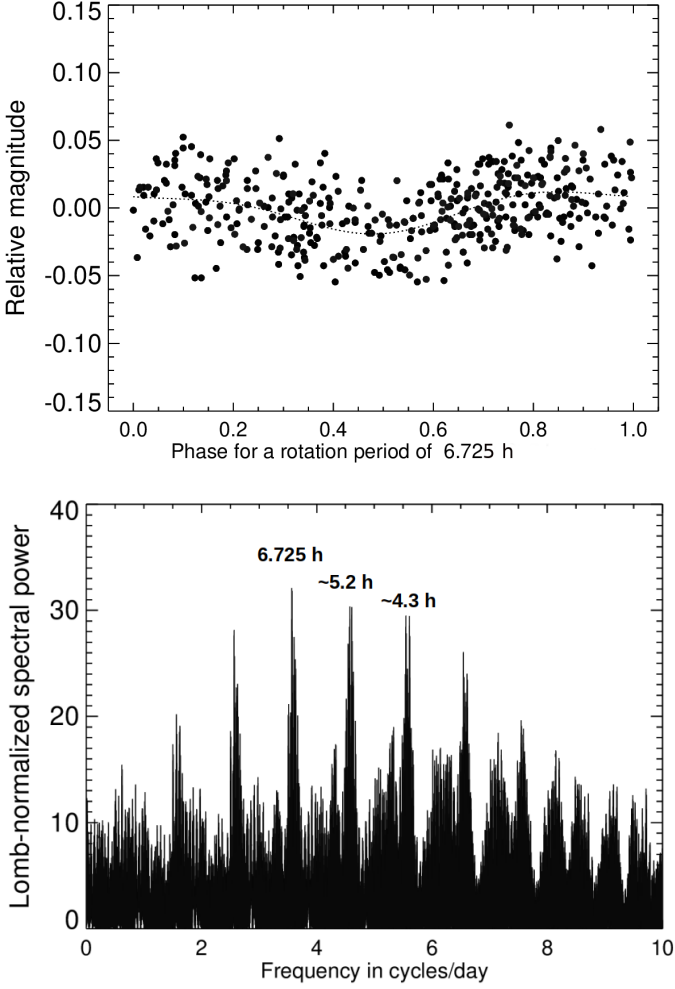 0.15
0.10
0.05
0.00
-0.05
-0.10
-0.15
Relative magnitude
0.0 0.2 0.4 0.6 0.8 1.0
Phase for a rotation period of 6.725 h
40
30
20
10
0
Lomb-normalized spectral power
6.725 h
~5.2 h
~4.3 h
0 2 4 6 8 10
Frequency in cycles/day